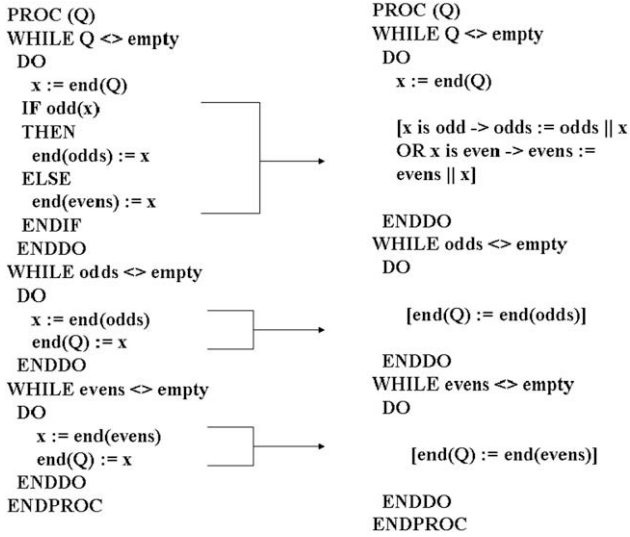 PROC (Q)
WHILE Q <> empty
DO
x := end(Q)
IF odd(x)
THEN
end(odds) := x
ELSE
end(evens) := x
ENDIF
ENDDO
WHILE odds <> empty
DO
x := end(odds)
end(Q) := x
ENDDO
WHILE evens <> empty
DO
x := end(evens)
end(Q) := x
ENDDO
ENDPROC
PROC (Q)
WHILE Q <> empty
DO
x := end(Q)
[x is odd -> odds := odds || x
OR x is even -> evens :=
evens || x]
ENDDO
WHILE odds <> empty
DO
[end(Q) := end(odds)]
ENDDO
WHILE evens <> empty
DO
[end(Q) := end(evens)]
ENDDO
ENDPROC